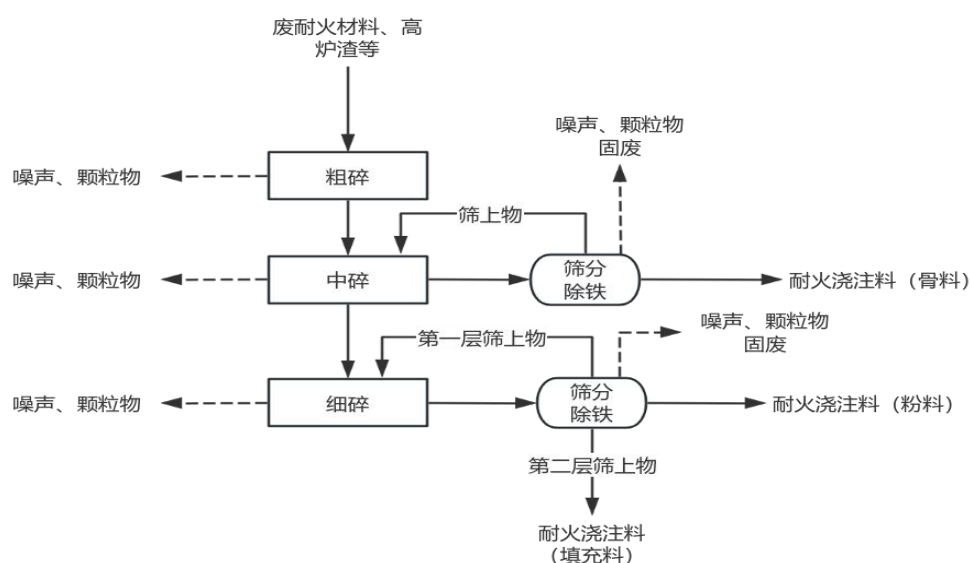 废耐火材料、高
炉渣等
噪声、颗粒物
固废
噪声、颗粒物
粗碎
筛上物
噪声、颗粒物
中碎
筛分
除铁
耐火浇注料（骨料）
噪声、颗粒物
固废
第一层筛上物
噪声、颗粒物
细碎
筛分
除铁
耐火浇注料（粉料）
第二层筛上物
耐火浇注料
（填充料）